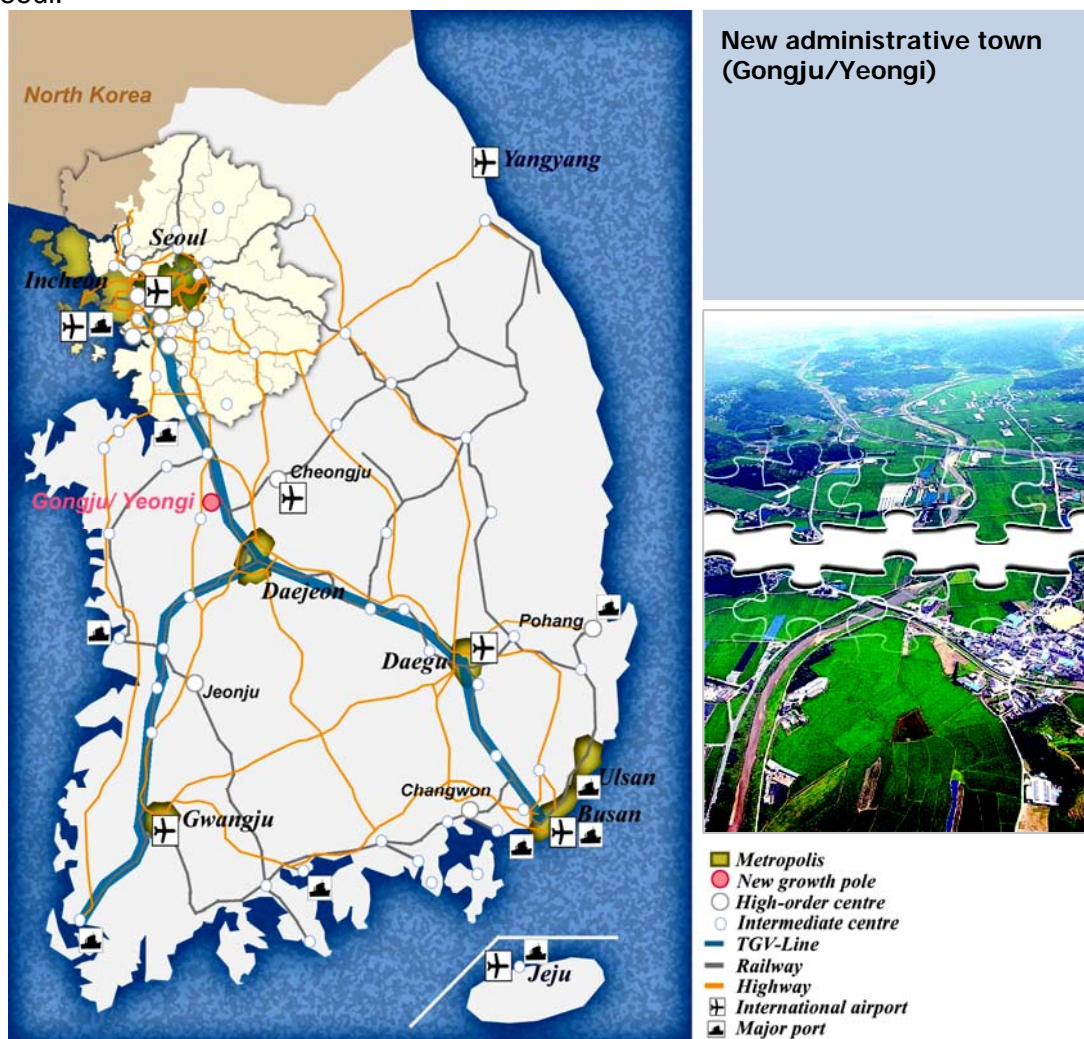 New administrative town
(Gongju/Yeongi)
North Korea
Yangyang
Seoul
Incheon
Cheongju
Gongju/ Yeongi
Daejeon
Pohang
Daegu
Jeonju
Ulsan
Changwon
Busan
Gwangju
Jeju
Metropolis
New growth pole
High-order centre
Intermediate centre
TGV-Line
Railway
Highway
International airport
Major port